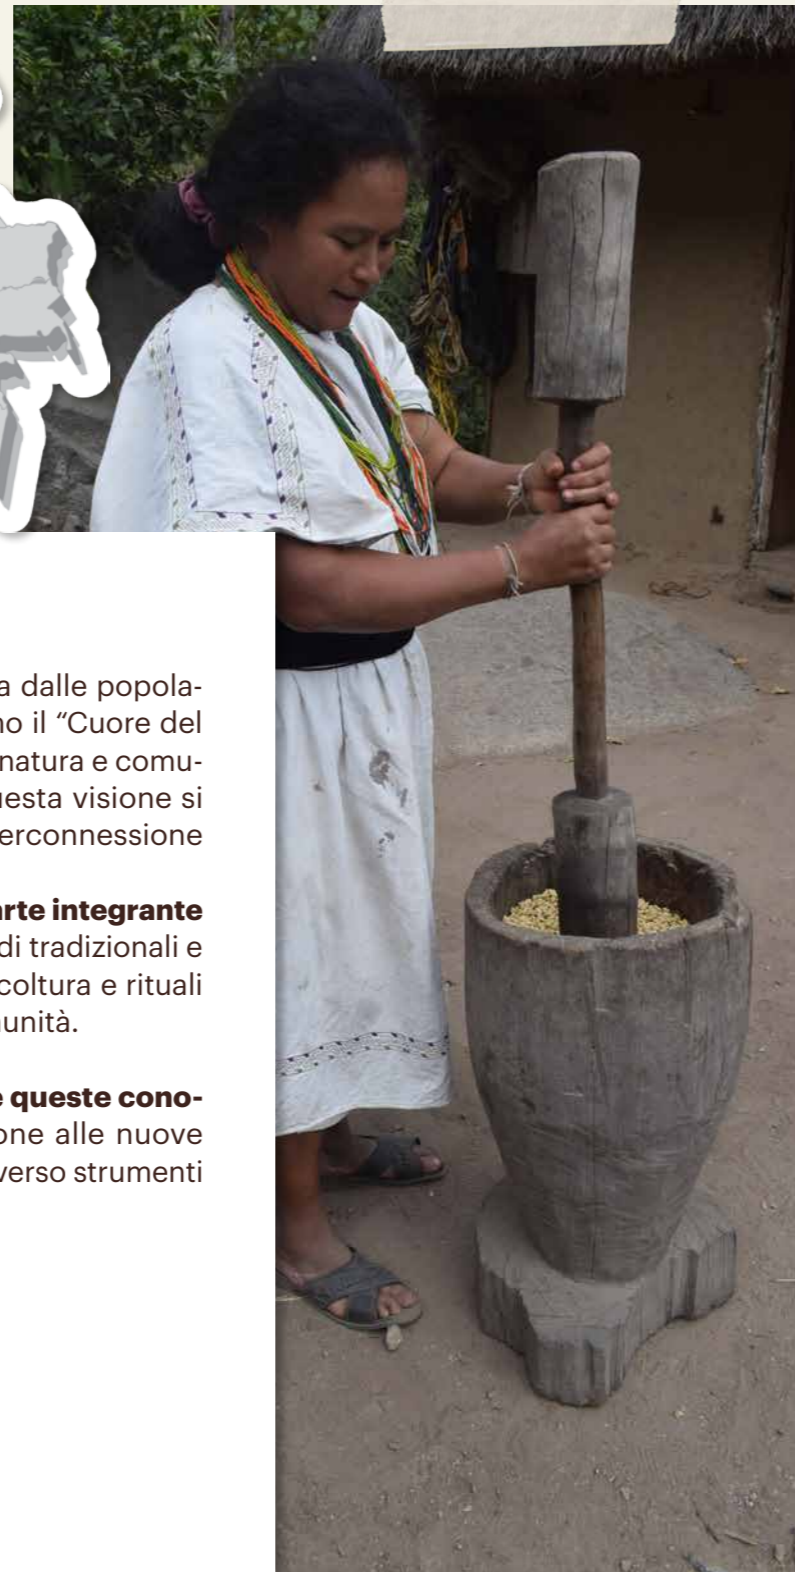 a dalle popola-
no il “Cuore del
natura e comu-
uesta visione si
erconnessione
arte integrante
di tradizionali e
coltura e rituali
unità.
e queste cono-
one alle nuove
verso strumenti